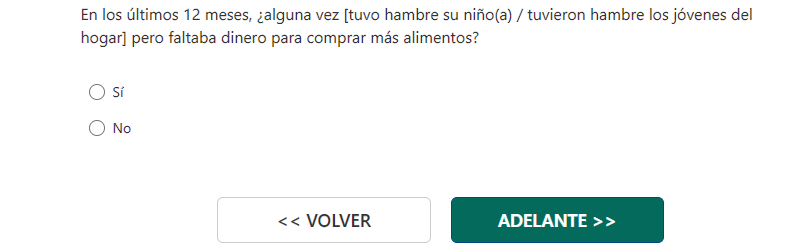 En los últimos 12 meses, ¿alguna vez [tuvo hambre su niño(a) / tuvieron hambre los jóvenes del
hogar] pero faltaba dinero para comprar más alimentos?
Sí
No
<< VOLVER
ADELANTE >>